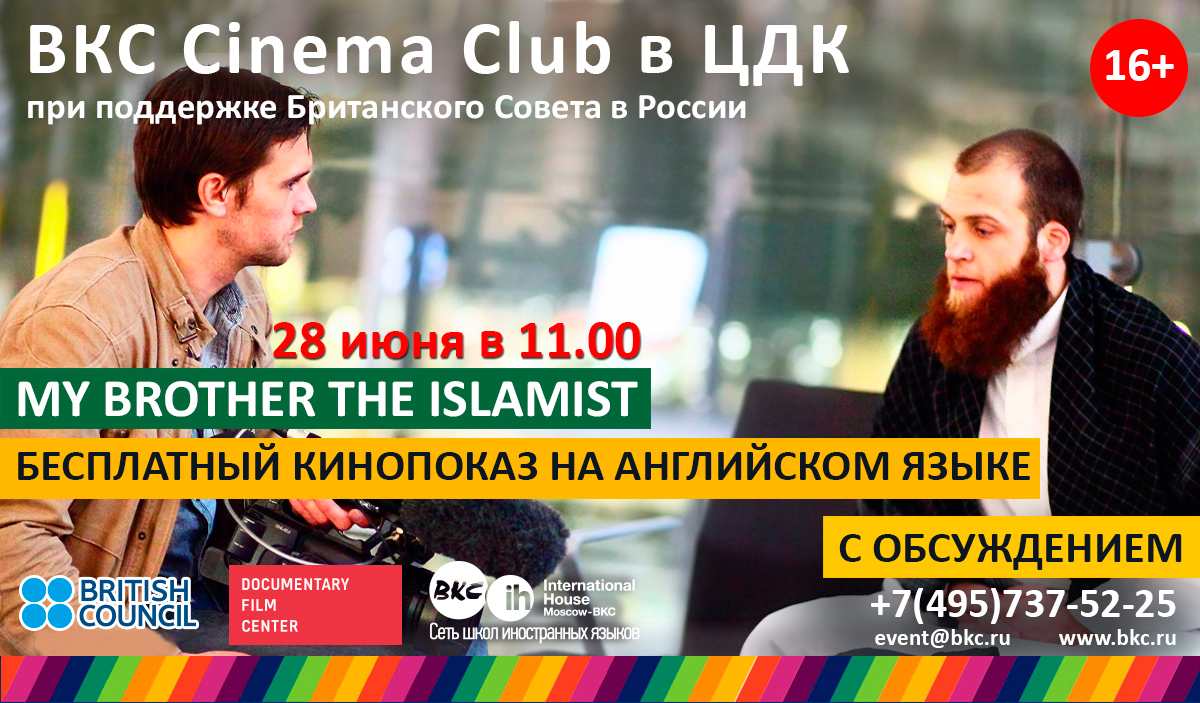 ВКС Cinema Club в ЦДК
16+
при поддержке Британского Совета в России
28 июня в 11.00
MY BROTHER THE ISLAMIST
БЕСПЛАТНЫЙ КИНОПОКАЗ НА АНГЛИЙСКОМ ЯЗЫКЕ
С ОБСУЖДЕНИЕМ
BRITISH
COUNCIL
DOCUMENTARY
FILM
CENTER
BKC
ih
International
House
Moscow-BKC
Сеть школ иностранных языков
+7(495)737-52-25
event@bkc.ru www.bkc.ru